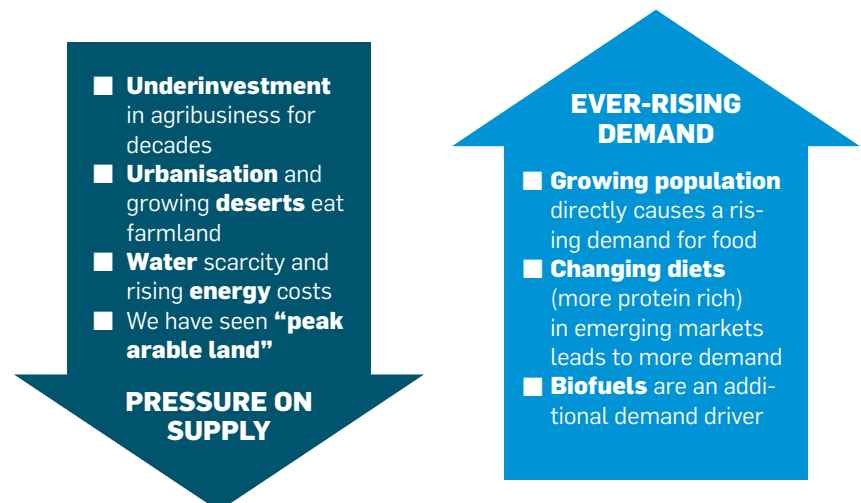 ■ Underinvestment
in agribusiness for
decades
■ Urbanisation and
growing deserts eat
farmland
■ Water scarcity and
rising energy costs
■ We have seen “peak
arable land”
PRESSURE ON
SUPPLY
EVER-RISING
DEMAND
■ Growing population
directly causes a ris-
ing demand for food
■ Changing diets
(more protein rich)
in emerging markets
leads to more demand
■ Biofuels are an addi-
tional demand driver